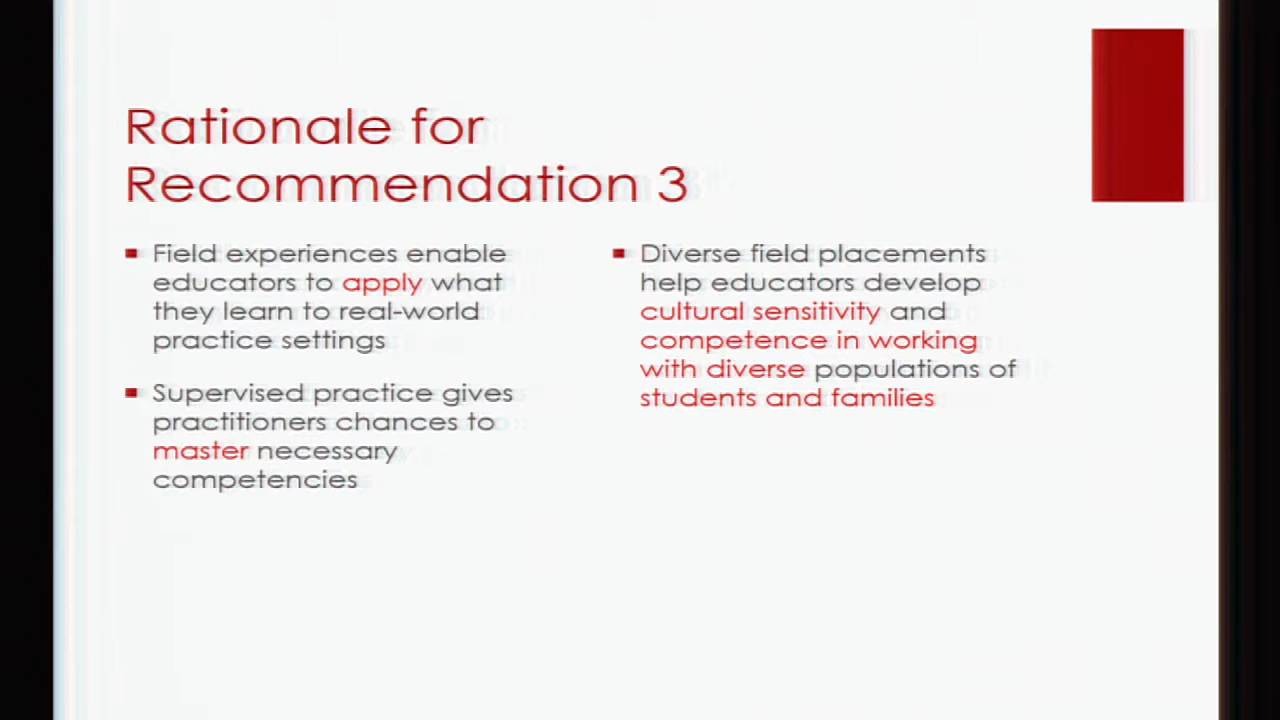 Rationale for
Recommendation 3
Field experiences enable
educators to apply what
they learn to real-world
practice settings
Supervised practice gives
practitioners chances to
master necessary
competencies
Diverse field placements
help educators develop
cultural sensitivity and
competence in working
with diverse populations of
students and families